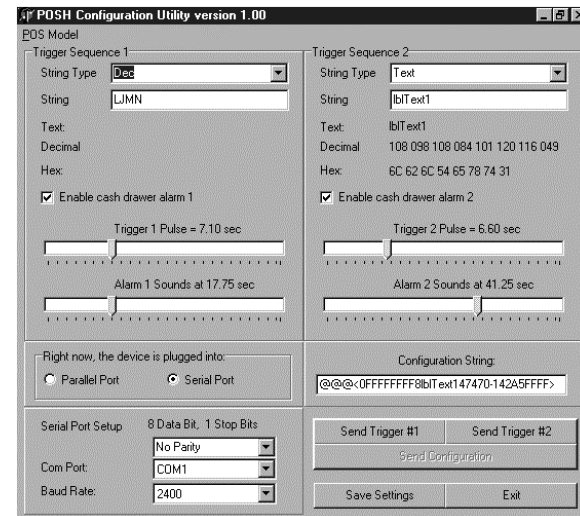 POSH Configuration Utility version 1.00
POS Model
Trigger Sequence 1
String Type Dec
String LJMN
Text:
Decimal
Hex:
Enable cash drawer alarm 1
Trigger 1 Pulse = 7.10 sec
Alarm 1 Sounds at 17.75 sec
Trigger Sequence 2
String Type Text
String lblText1
Text: lblText1
Decimal 108 098 108 084 101 120 116 049
Hex: 6C 62 6C 54 65 78 74 31
Enable cash drawer alarm 2
Trigger 2 Pulse = 6.60 sec
Alarm 2 Sounds at 41.25 sec
Right now, the device is plugged into:
Parallel Port Serial Port
Configuration String:
@@@<0FFFFFFFF8lblText147470-142A5FFFF>
Serial Port Setup 8 Data Bit, 1 Stop Bits
No Parity
Com Port: COM1
Baud Rate: 2400
Send Trigger #1 Send Trigger #2
Send Configuration
Save Settings Exit